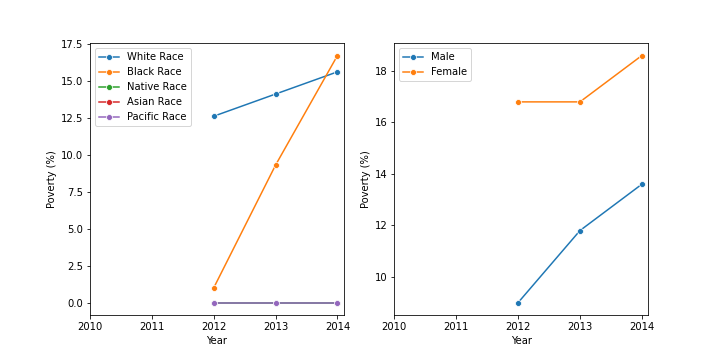 17.5
15.0
12.5
10.0
7.5
5.0
2.5
0.0
Poverty (%)
White Race
Black Race
Native Race
Asian Race
Pacific Race
2010 2011 2012 2013 2014
Year
18
16
14
12
10
Poverty (%)
Male
Female
2010 2011 2012 2013 2014
Year